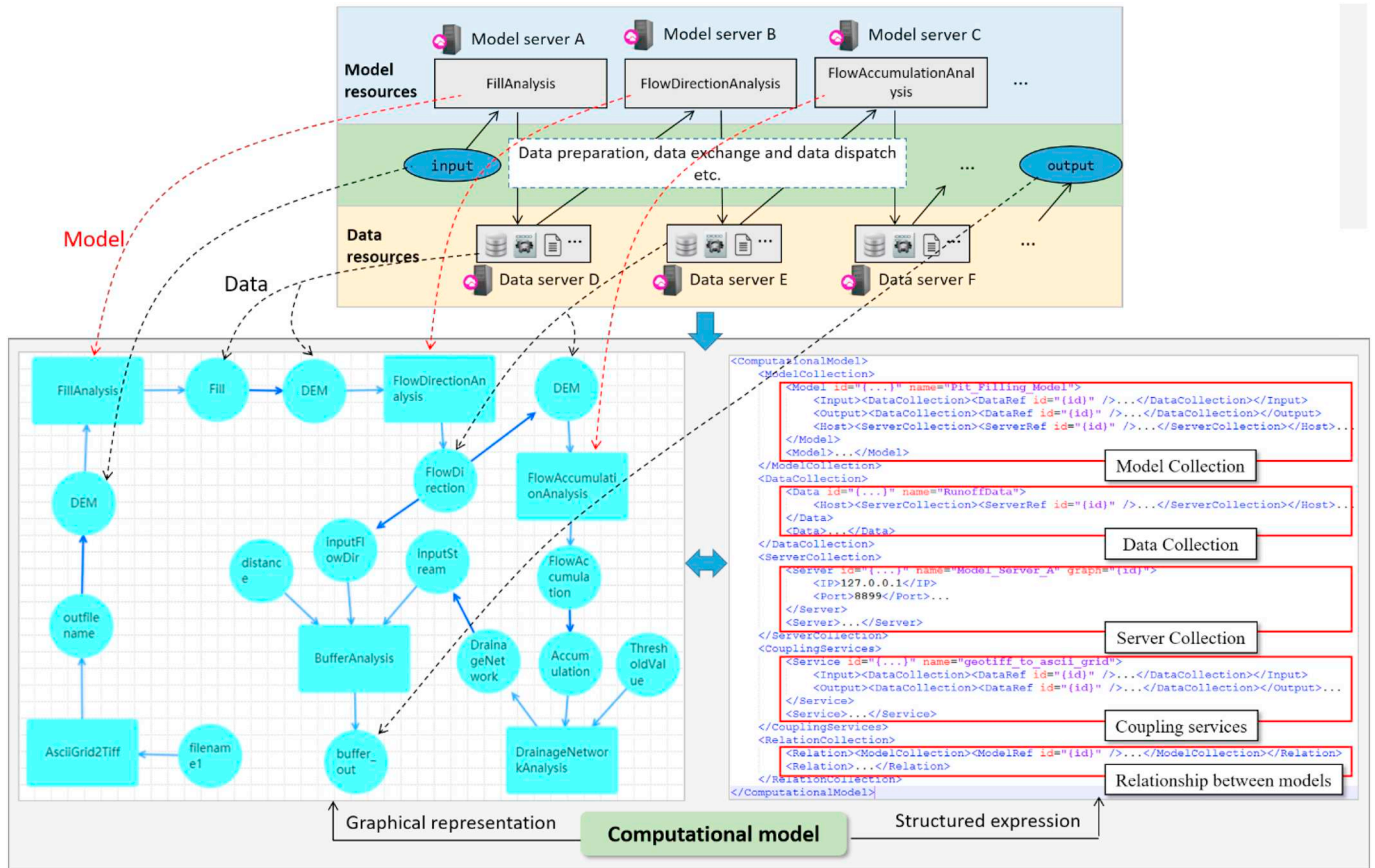 Model server A
Model server B
Model server C
Model
resources
FillAnalysis
FlowDirectionAnalysis
FlowAccumulationAnal
ysis
...
input
Data preparation, data exchange and data dispatch
etc.
...
output
Data
resources
...
...
...
...
Data server D
Data server E
Data server F
Model
Data
FillAnalysis
Fill
DEM
FlowDirectionAn
alysis
DEM
DEM
FlowDi
rection
FlowAccumulati
onAnalysis
distanc
e
InputFl
owDir
InputSt
ream
FlowAc
cumula
tion
outfile
name
BufferAnalysis
Draina
geNet
work
Accum
ulation
Thresh
oldVal
ue
AsciiGrid2Tiff
filenam
e1
buffer_
out
DrainageNetwo
rkAnalysis
<ComputationalModel>
<ModelCollection>
<Model id="{...}" name="Pit_Filling_Model">
<Input><DataCollection><DataRef id="{id}" />...</DataCollection></Input>
<Output><DataCollection><DataRef id="{id}" />...</DataCollection></Output>
<Host><ServerCollection><ServerRef id="{id}" />...</ServerCollection></Host>...
</Model>
<Model>...</Model>
</ModelCollection>
Model Collection
<DataCollection>
<Data id="{...}" name="RunoffData">
<Host><ServerCollection><ServerRef id="{id}" />...</ServerCollection></Host>...
</Data>
<Data>...</Data>
</DataCollection>
Data Collection
<ServerCollection>
<Server id="{...}" name="Model_Server_A" graph="{id}">
<IP>127.0.0.1</IP>
<Port>8899</Port>...
</Server>
<Server>...</Server>
</ServerCollection>
Server Collection
<CouplingServices>
<Service id="{...}" name="geotiff_to_ascii_grid">
<Input><DataCollection><DataRef id="{id}" />...</DataCollection></Input>
<Output><DataCollection><DataRef id="{id}" />...</DataCollection></Output>...
</Service>
<Service>...</Service>
</CouplingServices>
Coupling services
<RelationCollection>
<Relation><ModelCollection><ModelRef id="{id}" />...</ModelCollection></Relation>
<Relation>...</Relation>
</RelationCollection>
Relationship between models
</ComputationalModel>
Graphical representation
Computational model
Structured expression